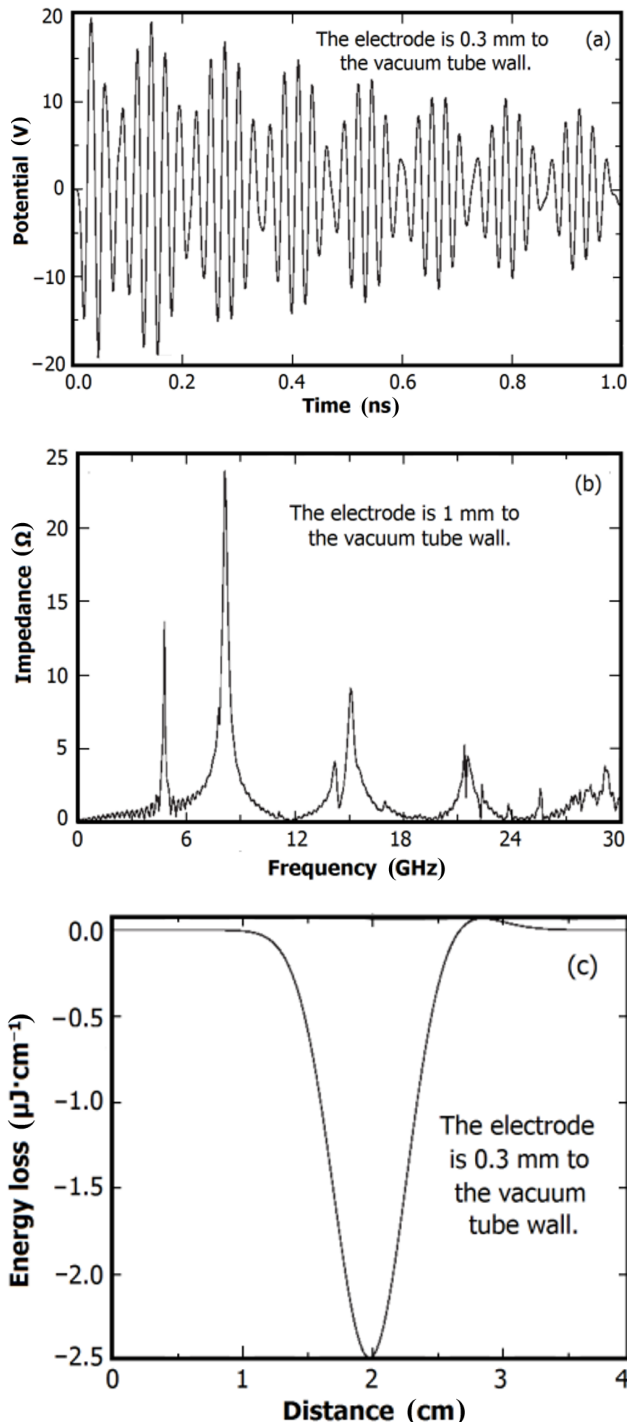 20
10
0
−10
−20
Potential (V)
The electrode is 0.3 mm to
the vacuum tube wall.
(a)
0.0 0.2 0.4 0.6 0.8 1.0
Time (ns)
25
20
15
10
5
0
Impedance (Ω)
(b)
The electrode is 1 mm to
the vacuum tube wall.
0 6 12 18 24 30
Frequency (GHz)
0.0
−0.5
−1.0
−1.5
−2.0
−2.5
Energy loss (μJ·cm⁻¹)
(c)
The electrode
is 0.3 mm to
the vacuum
tube wall.
0 1 2 3 4
Distance (cm)